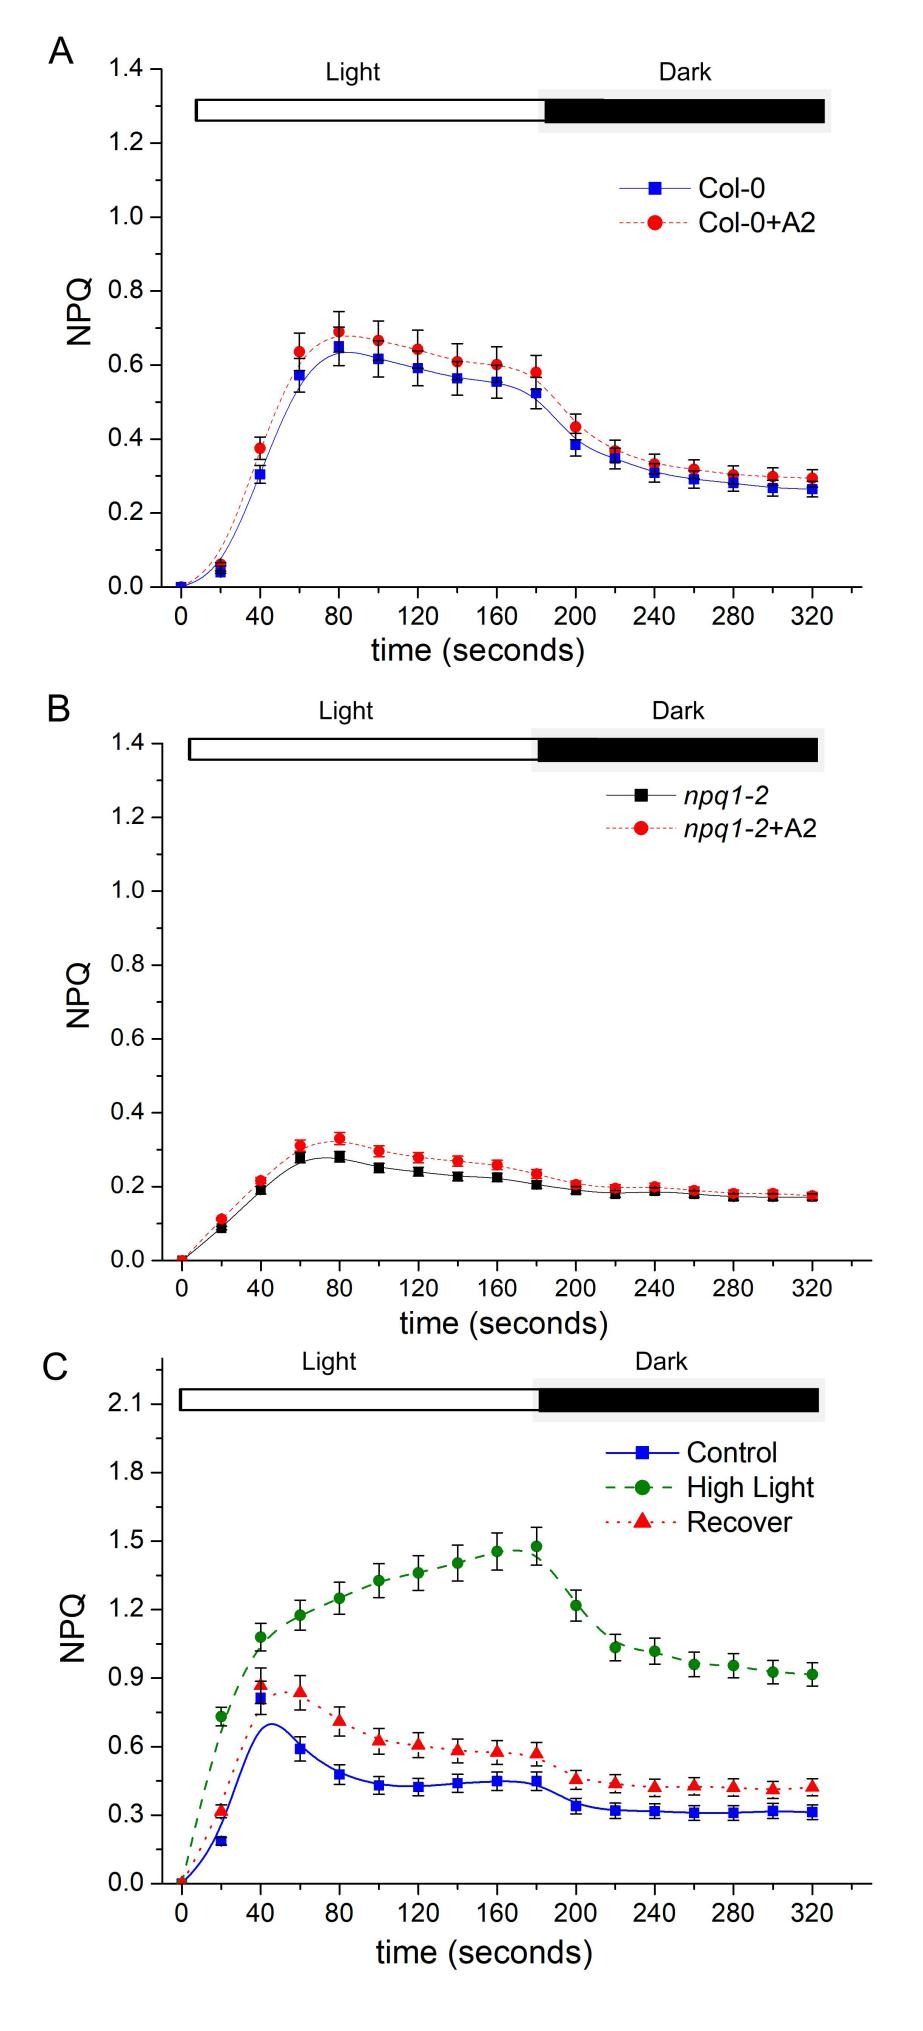 A
Light Dark
1.4
1.2
1.0
0.8
0.6
0.4
0.2
0.0
NPQ
Col-0
Col-0+A2
0 40 80 120 160 200 240 280 320
time (seconds)
B
Light Dark
1.4
1.2
1.0
0.8
0.6
0.4
0.2
0.0
NPQ
npq1-2
npq1-2+A2
0 40 80 120 160 200 240 280 320
time (seconds)
C
Light Dark
2.1
1.8
1.5
1.2
0.9
0.6
0.3
0.0
NPQ
Control
High Light
Recover
0 40 80 120 160 200 240 280 320
time (seconds)